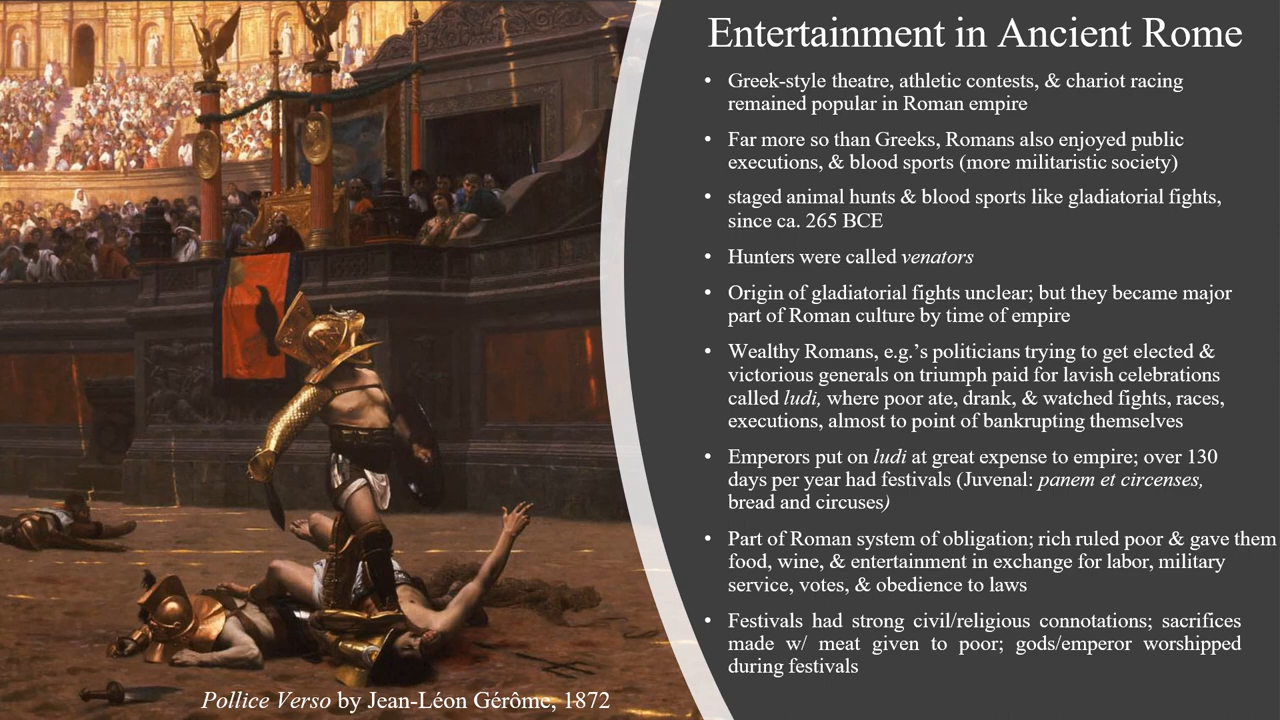 Entertainment in Ancient Rome
• Greek-style theatre, athletic contests, & chariot racing
remained popular in Roman empire
• Far more so than Greeks, Romans also enjoyed public
executions, & blood sports (more militaristic society)
• staged animal hunts & blood sports like gladiatorial fights,
since ca. 265 BCE
• Hunters were called venators
• Origin of gladiatorial fights unclear; but they became major
part of Roman culture by time of empire
• Wealthy Romans, e.g.’s politicians trying to get elected &
victorious generals on triumph paid for lavish celebrations
called ludi, where poor ate, drank, & watched fights, races,
executions, almost to point of bankrupting themselves
• Emperors put on ludi at great expense to empire; over 130
days per year had festivals (Juvenal: panem et circenses,
bread and circuses)
• Part of Roman system of obligation; rich ruled poor & gave them
food, wine, & entertainment in exchange for labor, military
service, votes, & obedience to laws
• Festivals had strong civil/religious connotations; sacrifices
made w/ meat given to poor; gods/emperor worshipped
during festivals
Pollice Verso by Jean-Léon Gérôme, 1872